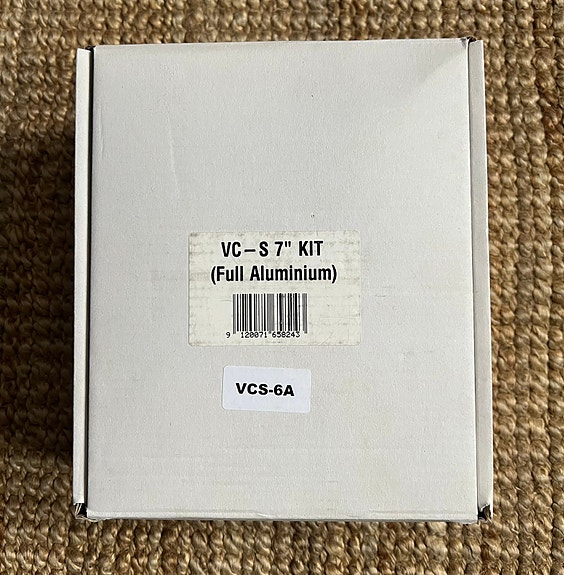 VC-S 7" KIT
(Full Aluminium)
9 120071 658243
VCS-6A